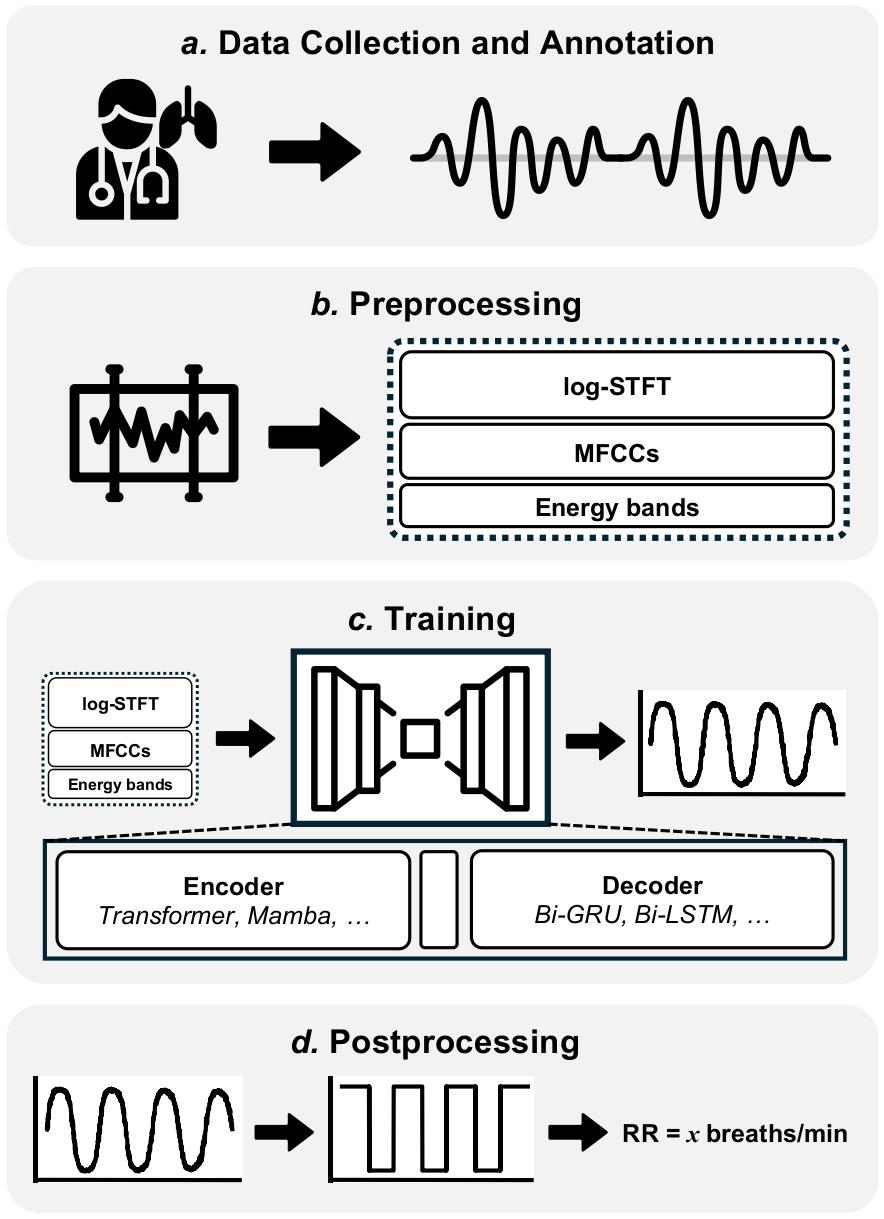 a. Data Collection and Annotation
b. Preprocessing
log-STFT
MFCCs
Energy bands
c. Training
log-STFT
MFCCs
Energy bands
Encoder
Transformer, Mamba, …
Decoder
Bi-GRU, Bi-LSTM, …
d. Postprocessing
RR = x breaths/min